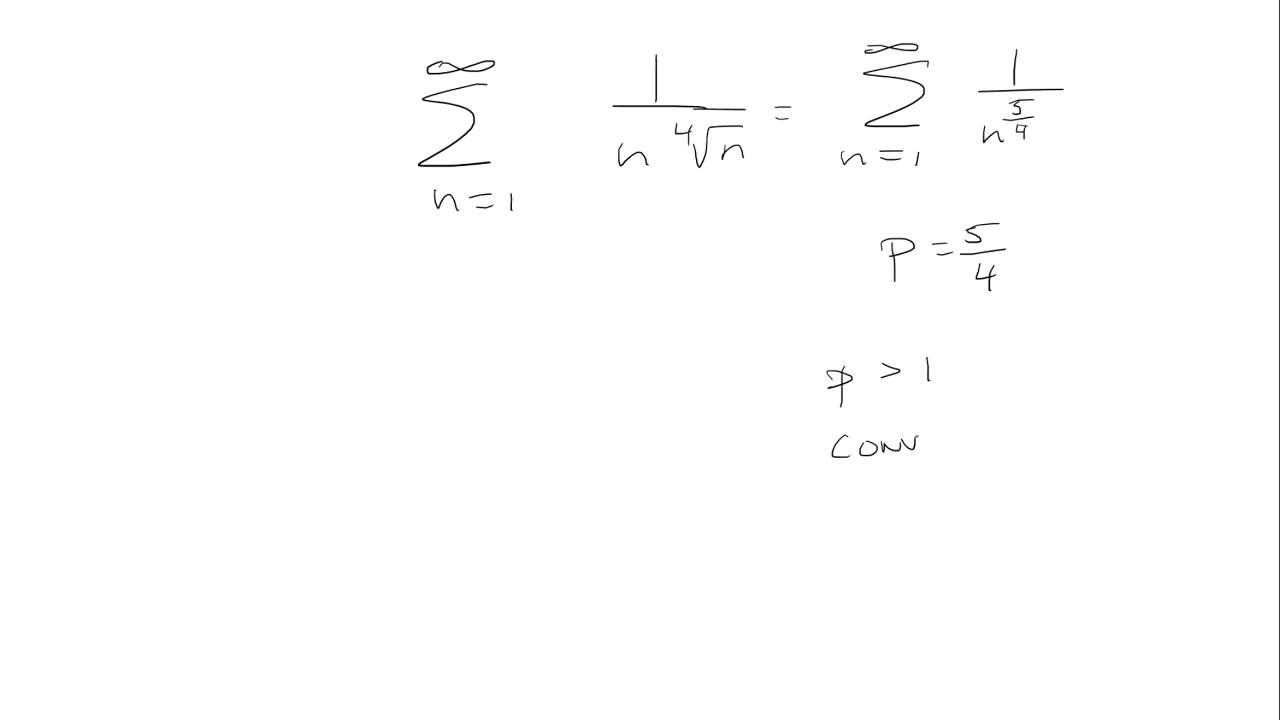 ∑_{n=1}^{∞} 1/(n ⁴√n) = ∑_{n=1}^{∞} 1/n^{5/4}
P = 5/4
p > 1
conv